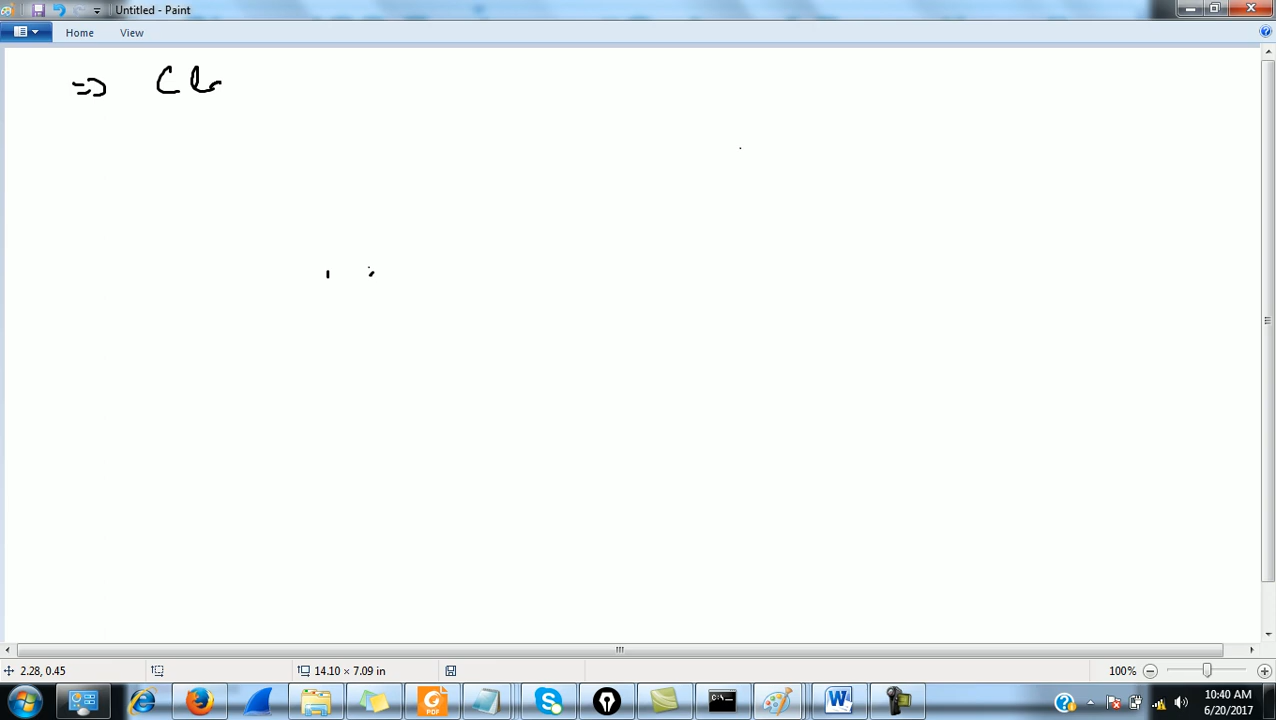 Untitled - Paint
Home View
=>
2.28, 0.45 14.10 × 7.09 in 100%
PDF
C:\
10:40 AM
6/20/2017